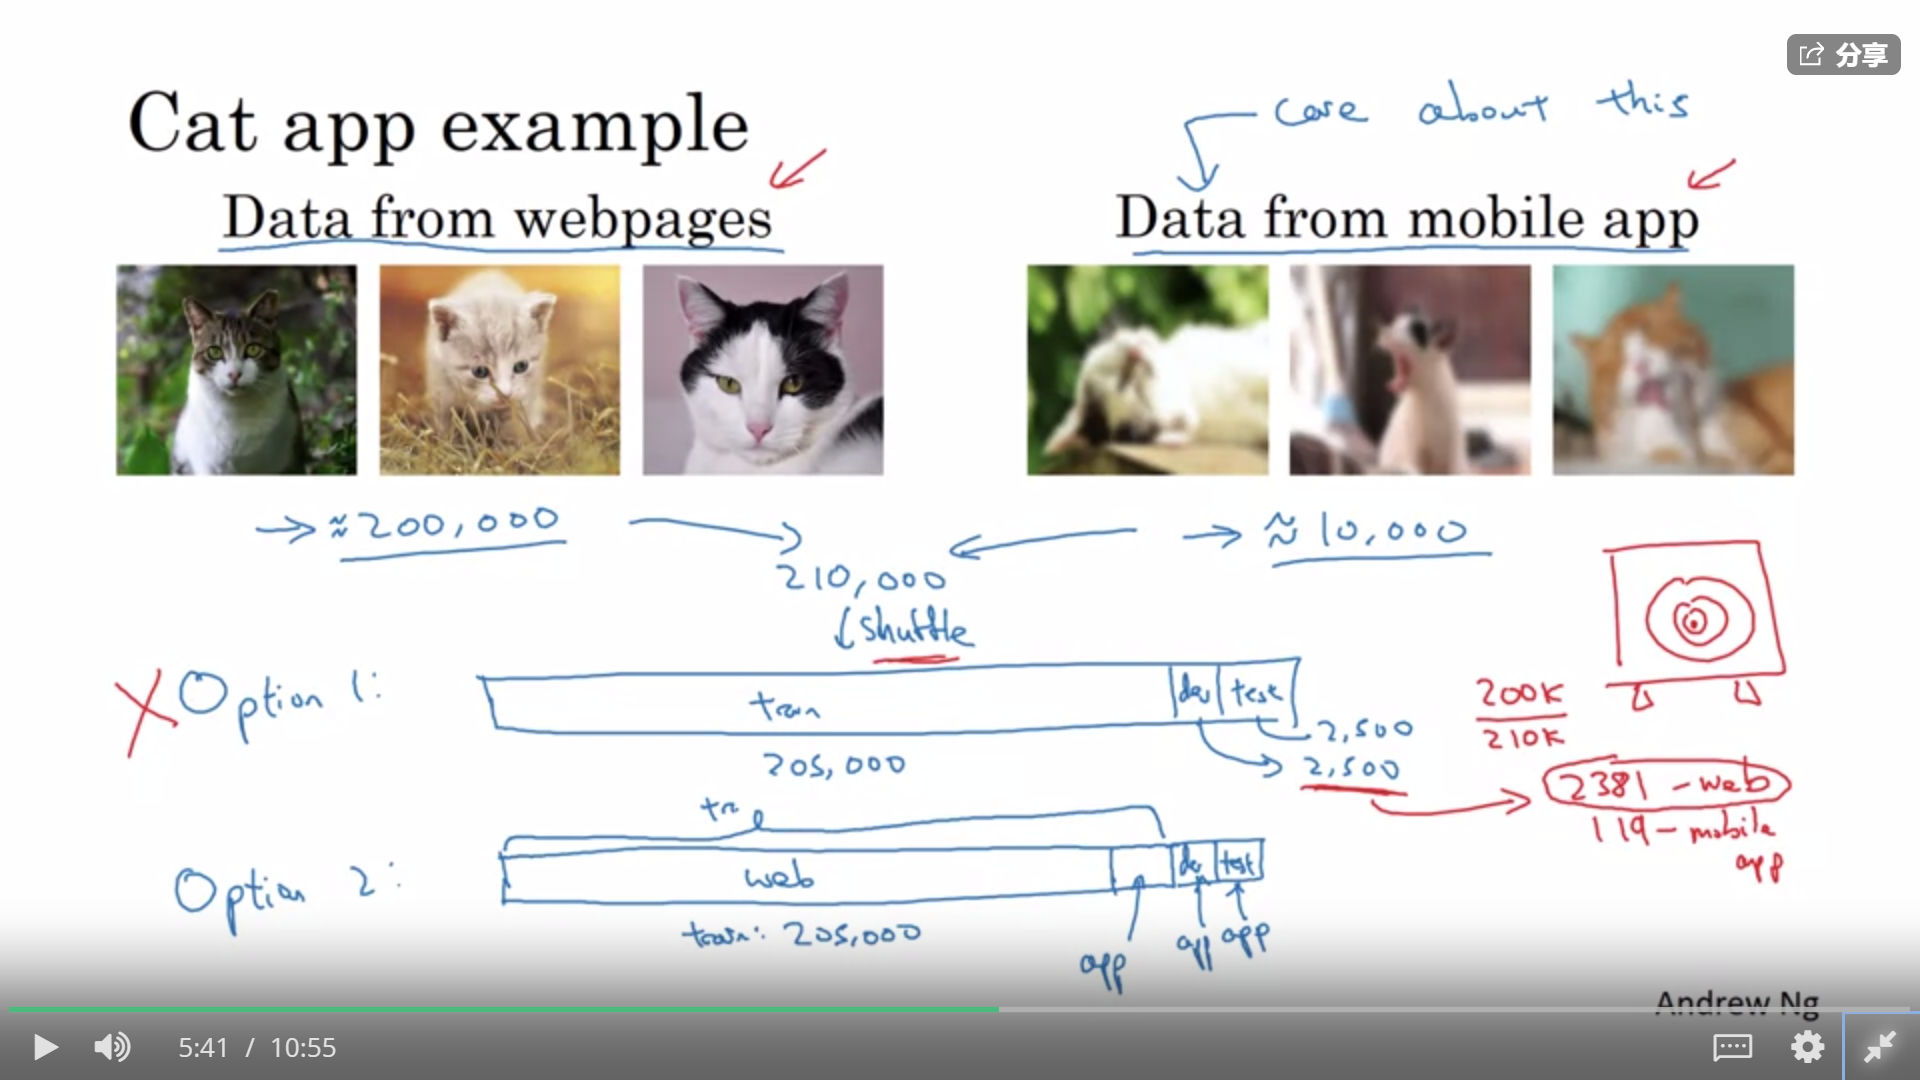 分享
Cat app example
care about this
Data from webpages
Data from mobile app
→ ≈200,000
→ ≈ 10,000
210,000
↓ shuffle
Option 1:
train
dev
test
2,500
2,500
205,000
200K
210K
2381 - web
119 - mobile
app
Option 2:
web
dev
test
train: 205,000
app
app
app
Andrew Ng
5:41 / 10:55